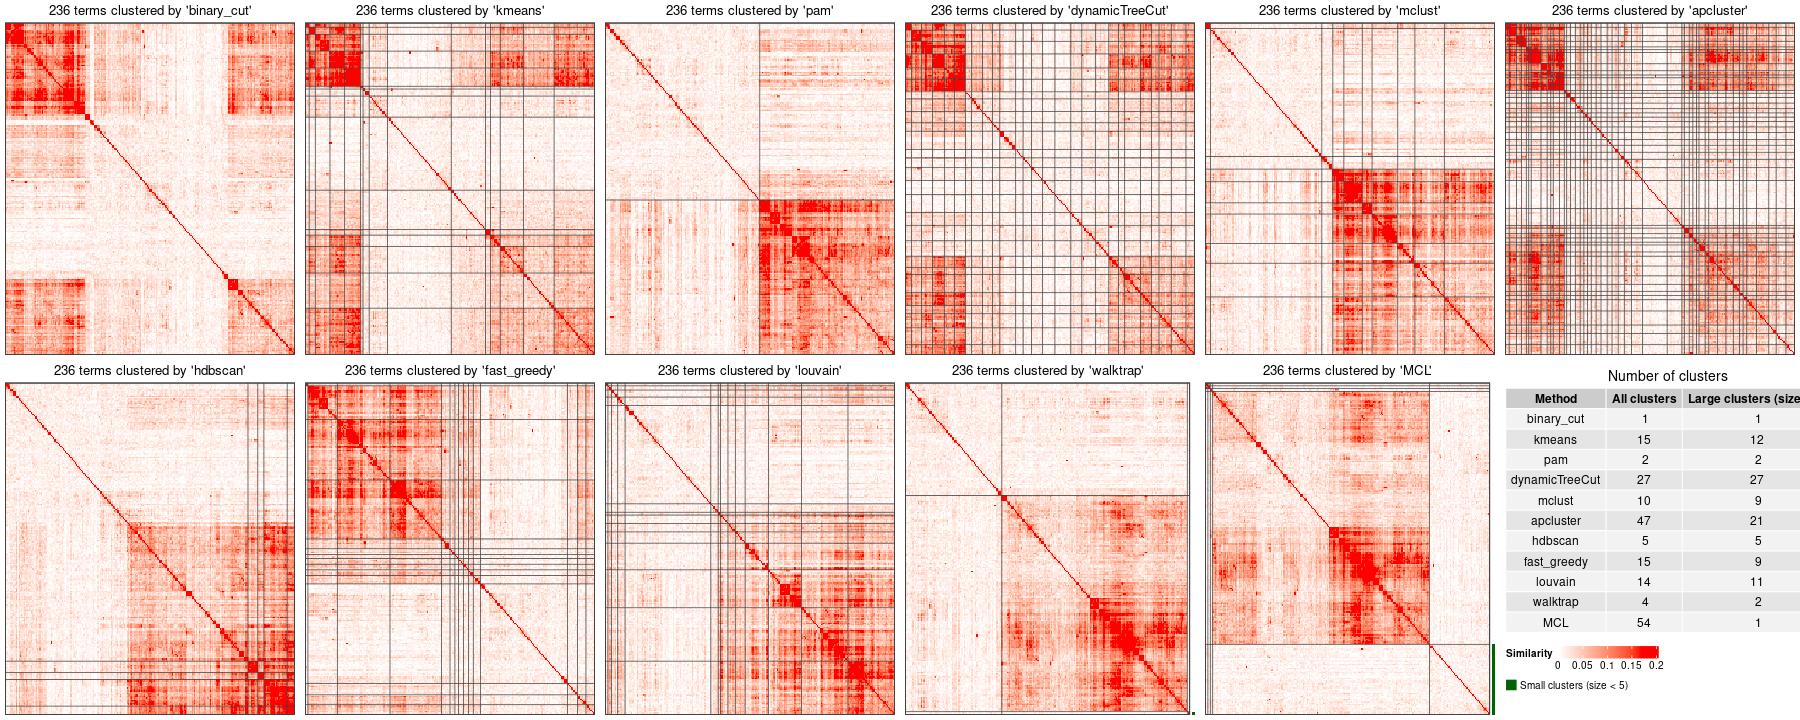 236 terms clustered by 'binary_cut'
236 terms clustered by 'kmeans'
236 terms clustered by 'pam'
236 terms clustered by 'dynamicTreeCut'
236 terms clustered by 'mclust'
236 terms clustered by 'apcluster'
236 terms clustered by 'hdbscan'
236 terms clustered by 'fast_greedy'
236 terms clustered by 'louvain'
236 terms clustered by 'walktrap'
236 terms clustered by 'MCL'
Number of clusters
Method All clusters Large clusters (size
binary_cut 1 1
kmeans 15 12
pam 2 2
dynamicTreeCut 27 27
mclust 10 9
apcluster 47 21
hdbscan 5 5
fast_greedy 15 9
louvain 14 11
walktrap 4 2
MCL 54 1
Similarity
0 0.05 0.1 0.15 0.2
Small clusters (size < 5)